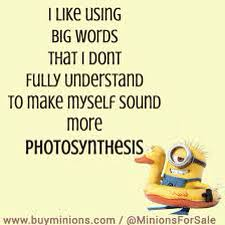 I LIKE USING
BIG WORDS
THAT I DONT
FULLY UNDERSTAND
TO MAKE MYSELF SOUND
MORE
PHOTOSYNTHESIS
www.buyminions.com / @MinionsForSale